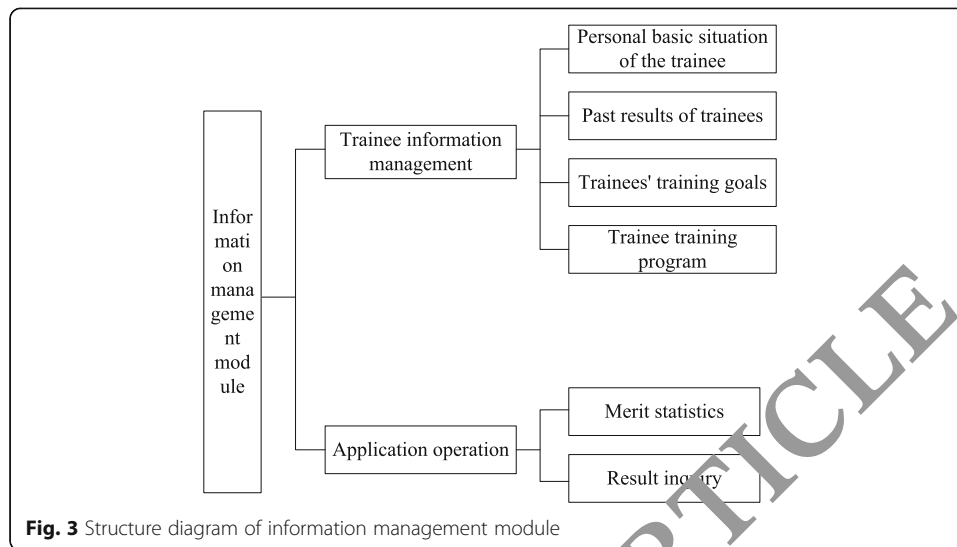 Personal basic situation
of the trainee
Past results of trainees
Trainee information
management
Trainees' training goals
Trainee training
program
Infor
mati
on
mana
geme
nt
mod
ule
Merit statistics
Application operation
Result inquiry
Fig. 3 Structure diagram of information management module
RTICLE